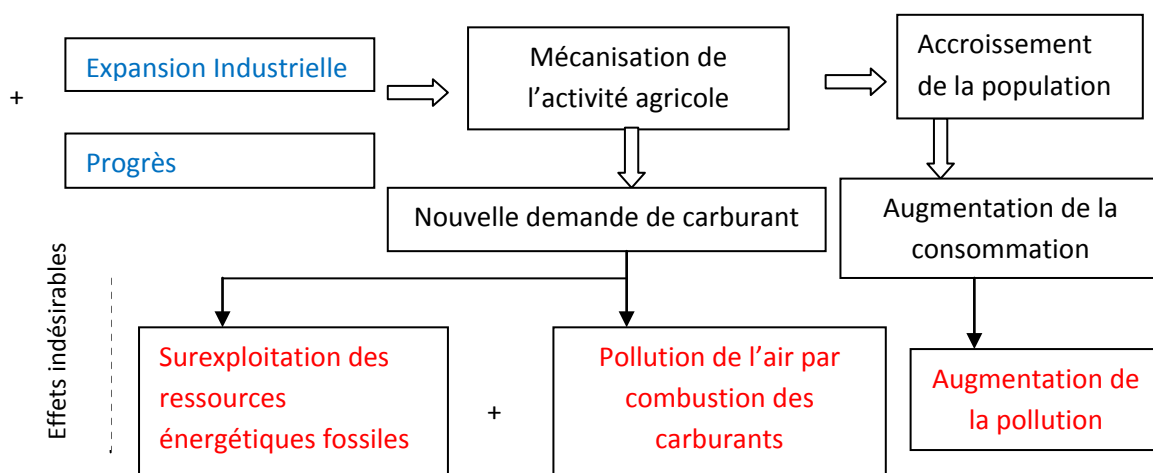 Expansion Industrielle
+
Progrès
Mécanisation de
l’activité agricole
Accroissement
de la population
Nouvelle demande de carburant
Augmentation de la
consommation
Effets indésirables
Surexploitation des
ressources
énergétiques fossiles
+
Pollution de l’air par
combustion des
carburants
Augmentation de
la pollution